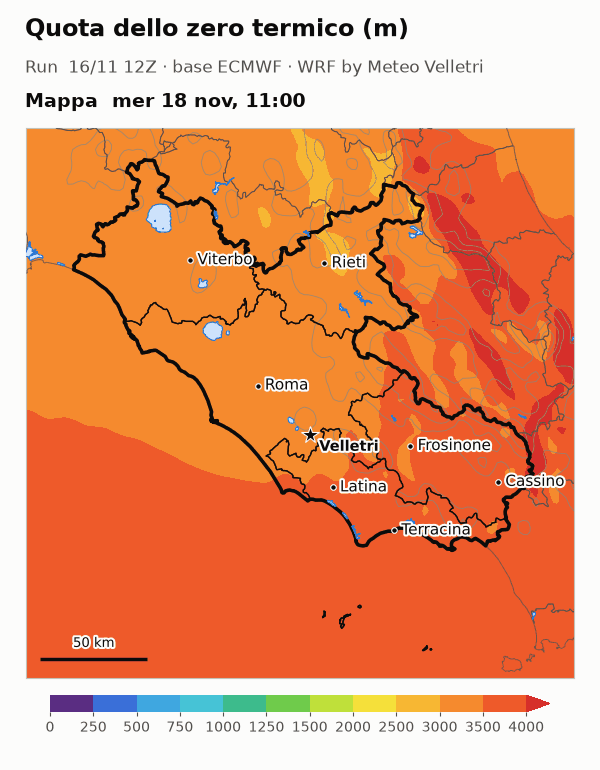 Quota dello zero termico (m)
Run  16/11 12Z · base ECMWF · WRF by Meteo Velletri
Mappa  mer 18 nov, 11:00
Viterbo
Rieti
Roma
Velletri
Frosinone
Latina
Cassino
Terracina
50 km
0 250 500 750 1000 1250 1500 2000 2500 3000 3500 4000